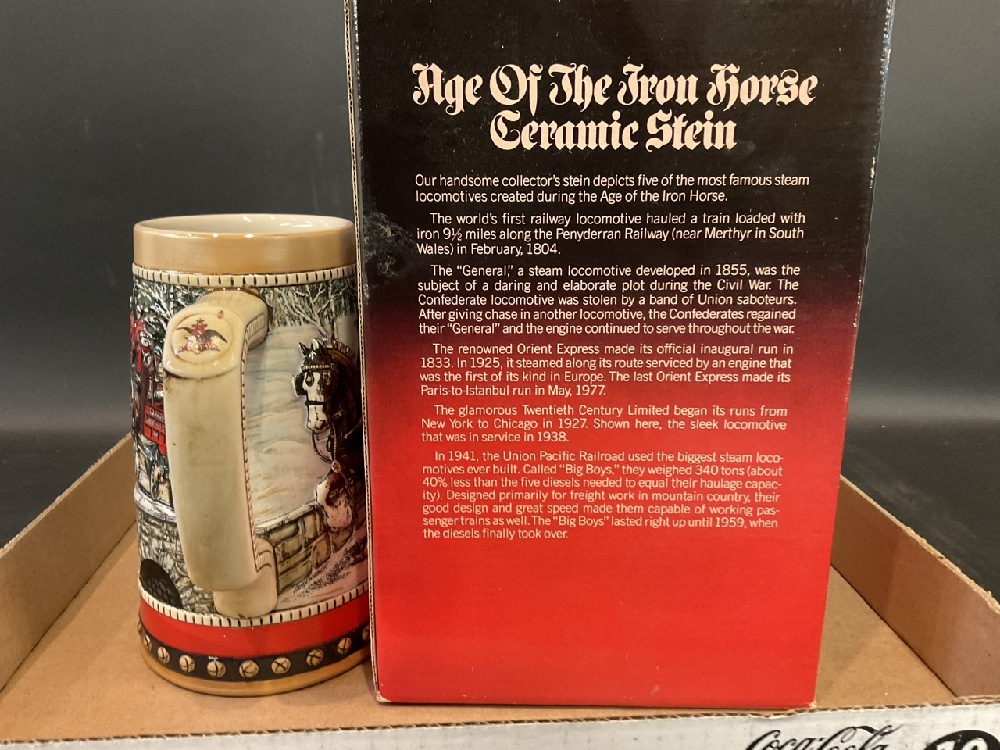 Age Of The Iron Horse
Ceramic Stein
Our handsome collector's stein depicts five of the most famous steam
locomotives created during the Age of the Iron Horse.
The world's first railway locomotive hauled a train loaded with
iron 9½ miles along the Penyderran Railway (near Merthyr in South
Wales) in February, 1804.
The "General," a steam locomotive developed in 1855, was the
subject of a daring and elaborate plot during the Civil War. The
Confederate locomotive was stolen by a band of Union saboteurs.
After giving chase in another locomotive, the Confederates regained
their "General" and the engine continued to serve throughout the war.
The renowned Orient Express made its official inaugural run in
1833. In 1925, it steamed along its route serviced by an engine that
was the first of its kind in Europe. The last Orient Express made its
Paris-to-Istanbul run in May, 1977.
The glamorous Twentieth Century Limited began its runs from
New York to Chicago in 1927. Shown here, the sleek locomotive
that was in service in 1938.
In 1941, the Union Pacific Railroad used the biggest steam loco-
motives ever built. Called "Big Boys," they weighed 340 tons (about
40% less than the five diesels needed to equal their haulage capac-
ity). Designed primarily for freight work in mountain country, their
good design and great speed made them capable of working pas-
senger trains as well. The "Big Boys" lasted right up until 1959, when
the diesels finally took over.
Coca-Cola